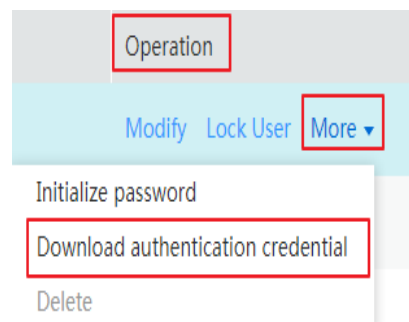 Operation
Modify Lock User More ▾
Initialize password
Download authentication credential
Delete